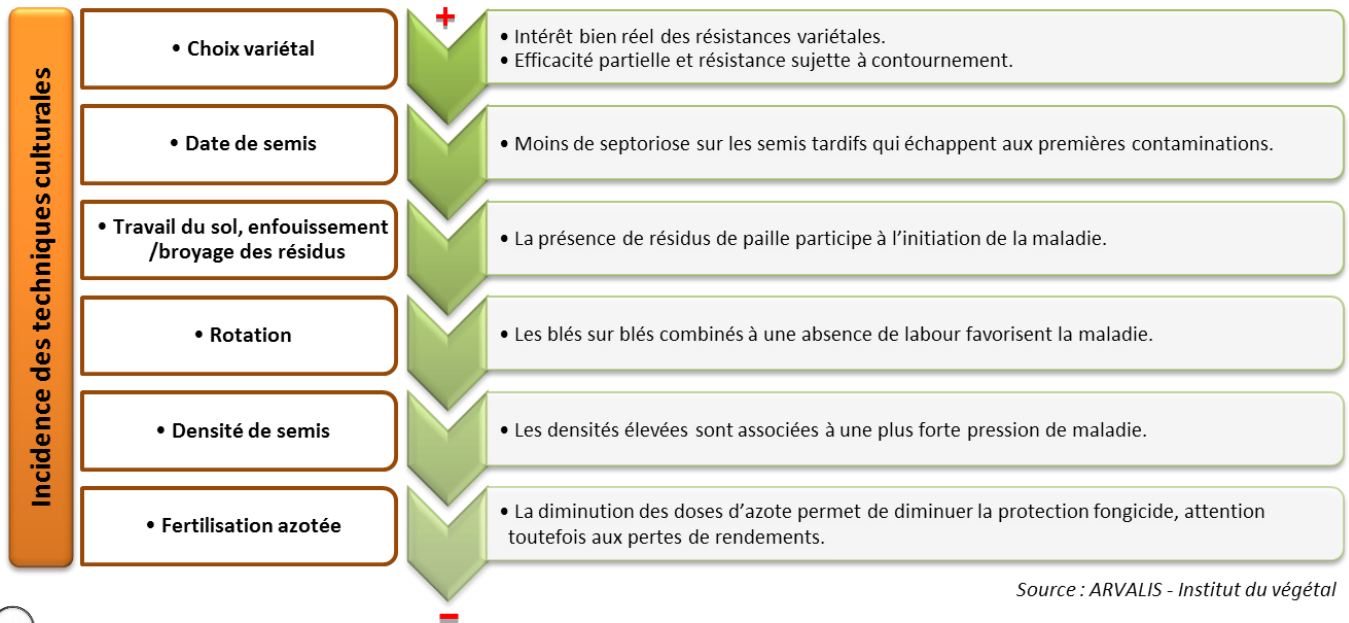 Incidence des techniques culturales
+
• Choix variétal
• Intérêt bien réel des résistances variétales.
• Efficacité partielle et résistance sujette à contournement.
• Date de semis
• Moins de septoriose sur les semis tardifs qui échappent aux premières contaminations.
• Travail du sol, enfouissement
/broyage des résidus
• La présence de résidus de paille participe à l’initiation de la maladie.
• Rotation
• Les blés sur blés combinés à une absence de labour favorisent la maladie.
• Densité de semis
• Les densités élevées sont associées à une plus forte pression de maladie.
• Fertilisation azotée
• La diminution des doses d’azote permet de diminuer la protection fongicide, attention
toutefois aux pertes de rendements.
Source : ARVALIS - Institut du végétal
-